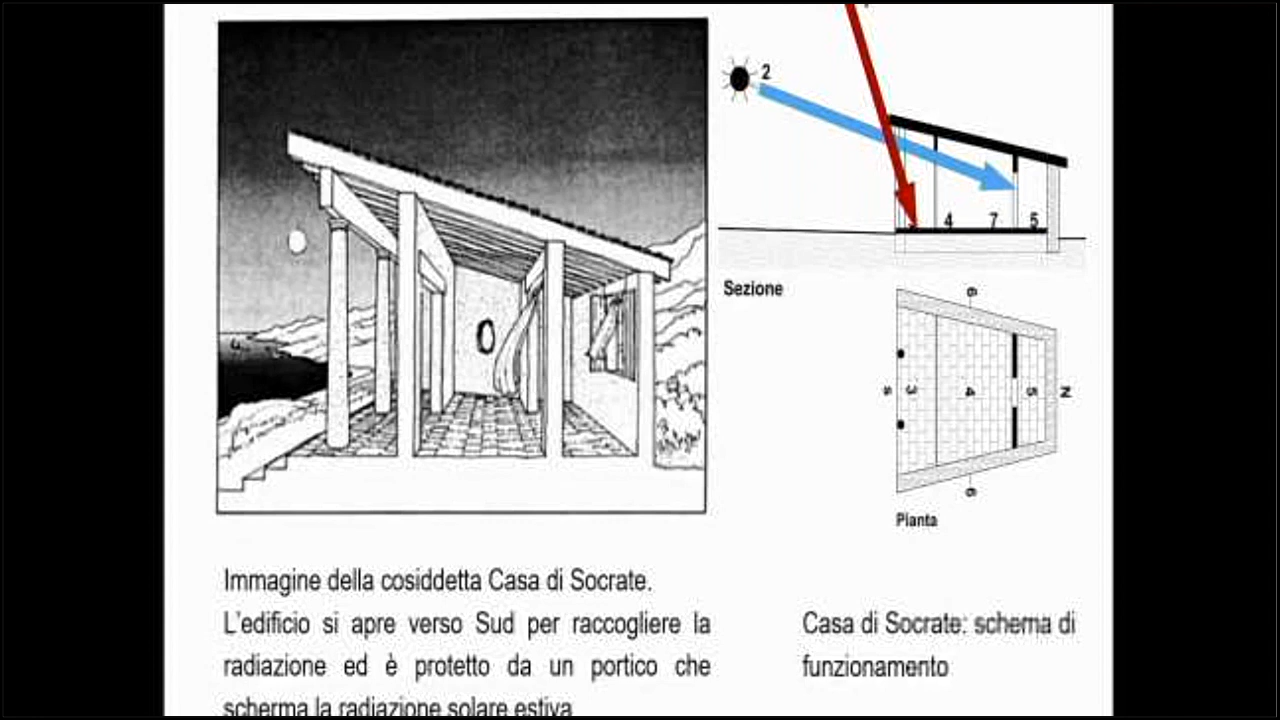 2
3 4 7 5
Sezione
6
S 3 4 5 N
6
Pianta
Immagine della cosiddetta Casa di Socrate.
L'edificio si apre verso Sud per raccogliere la
radiazione ed è protetto da un portico che
scherma la radiazione solare estiva
Casa di Socrate: schema di
funzionamento